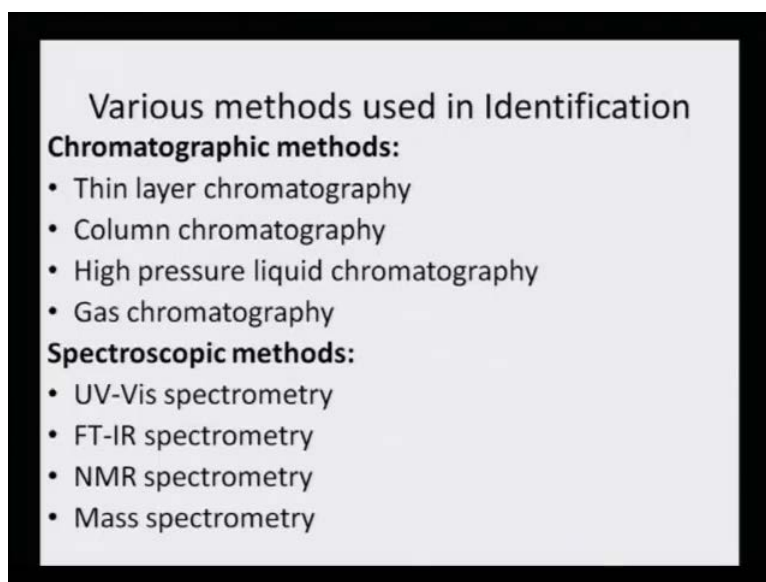 Various methods used in Identification
Chromatographic methods:
• Thin layer chromatography
• Column chromatography
• High pressure liquid chromatography
• Gas chromatography
Spectroscopic methods:
• UV-Vis spectrometry
• FT-IR spectrometry
• NMR spectrometry
• Mass spectrometry